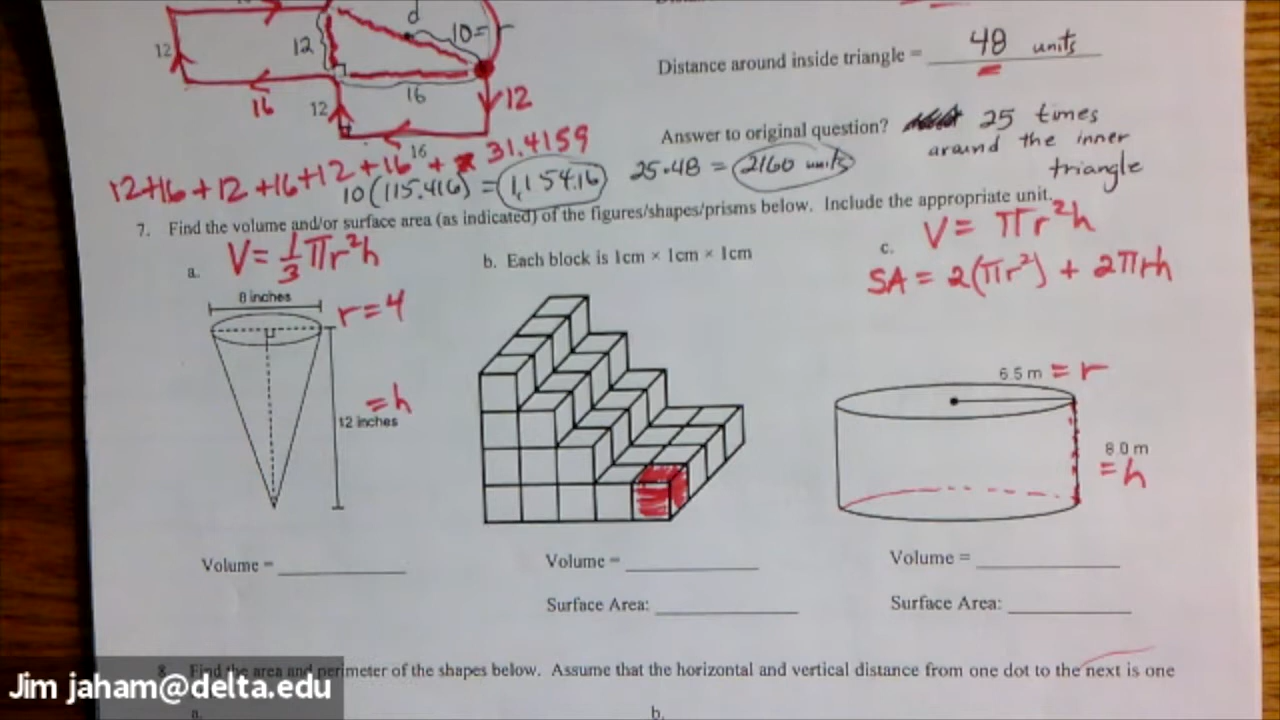 d
10 = r
12
12
16
16
12
12
16
Distance around inside triangle = 48 units
12+16+12+16+12+16+ 31.4159
10(115.416) = 1,154.16
25·48 = 2160 units
Answer to original question? 25 times
around the inner
triangle
7. Find the volume and/or surface area (as indicated) of the figures/shapes/prisms below. Include the appropriate unit.
a. V = 1/3 πr²h
8 inches
r = 4
= h
12 inches
Volume =
b. Each block is 1cm × 1cm × 1cm
Volume =
Surface Area:
c. V = πr²h
SA = 2(πr²) + 2πrh
6.5 m = r
8.0 m
= h
Volume =
Surface Area:
8. Find the area and perimeter of the shapes below. Assume that the horizontal and vertical distance from one dot to the next is one
a.
b.
Jim jaham@delta.edu